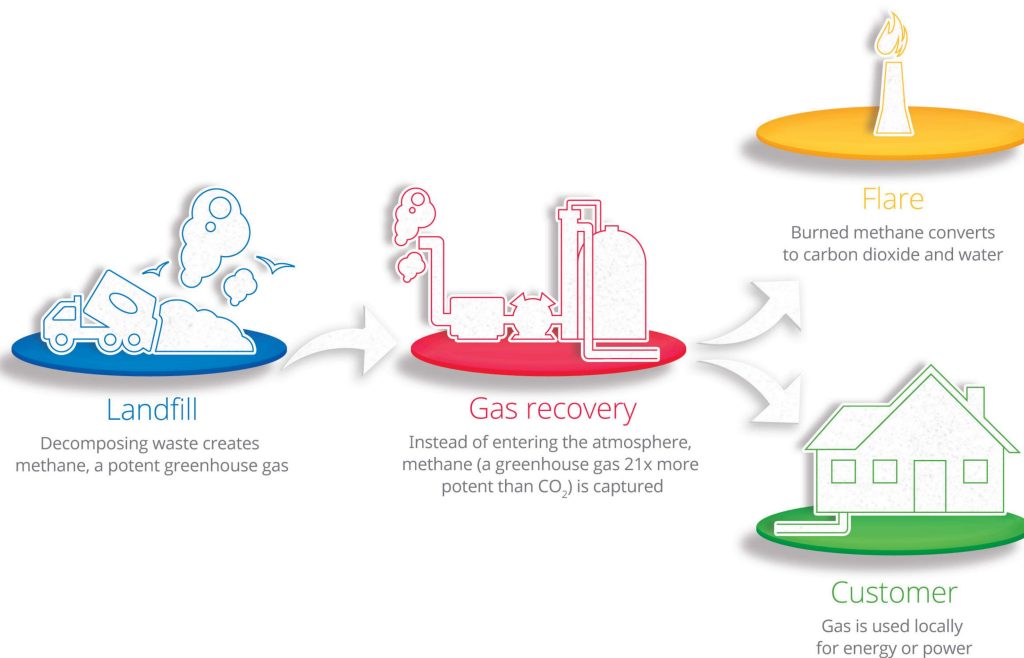 Landfill
Decomposing waste creates
methane, a potent greenhouse gas
Gas recovery
Instead of entering the atmosphere,
methane (a greenhouse gas 21x more
potent than CO₂) is captured
Flare
Burned methane converts
to carbon dioxide and water
Customer
Gas is used locally
for energy or power